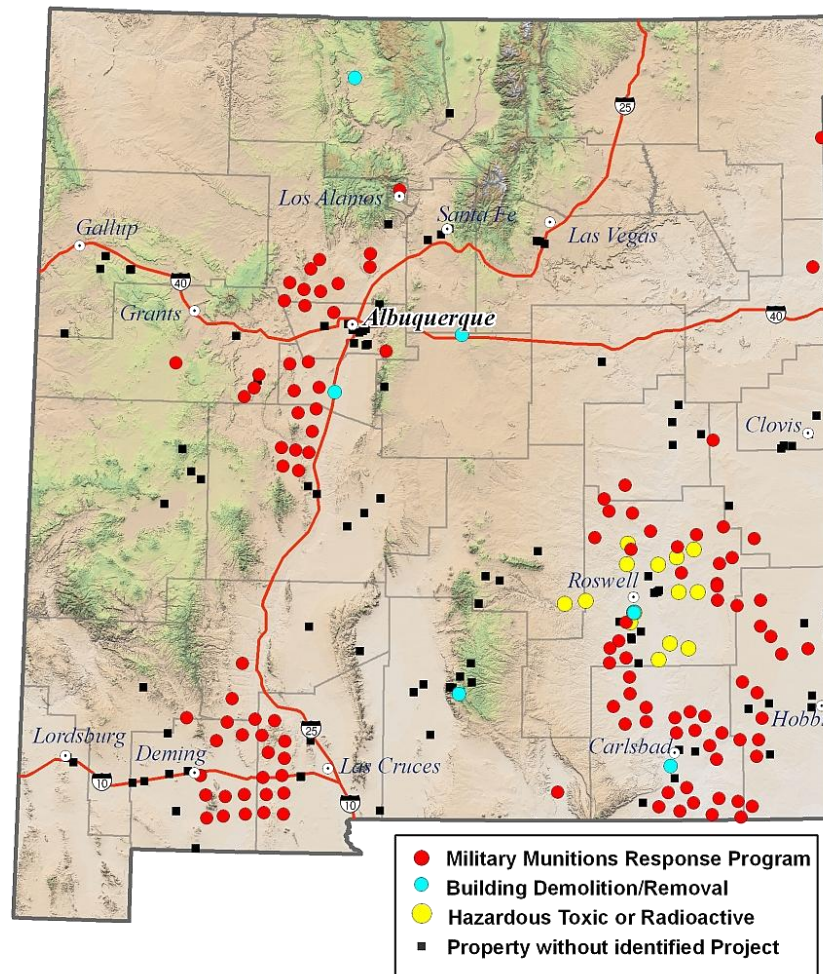 25
Los Alamos
Santa Fe
Gallup
Las Vegas
40
Grants
Albuquerque
40
Clovis
Roswell
Hobbs
25
Lordsburg
Deming
Las Cruces
Carlsbad
10
10
Military Munitions Response Program
Building Demolition/Removal
Hazardous Toxic or Radioactive
Property without identified Project